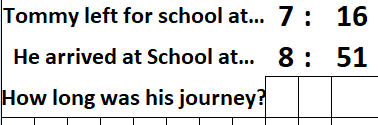 Tommy left for school at... 7 : 16
He arrived at School at... 8 : 51
How long was his journey?